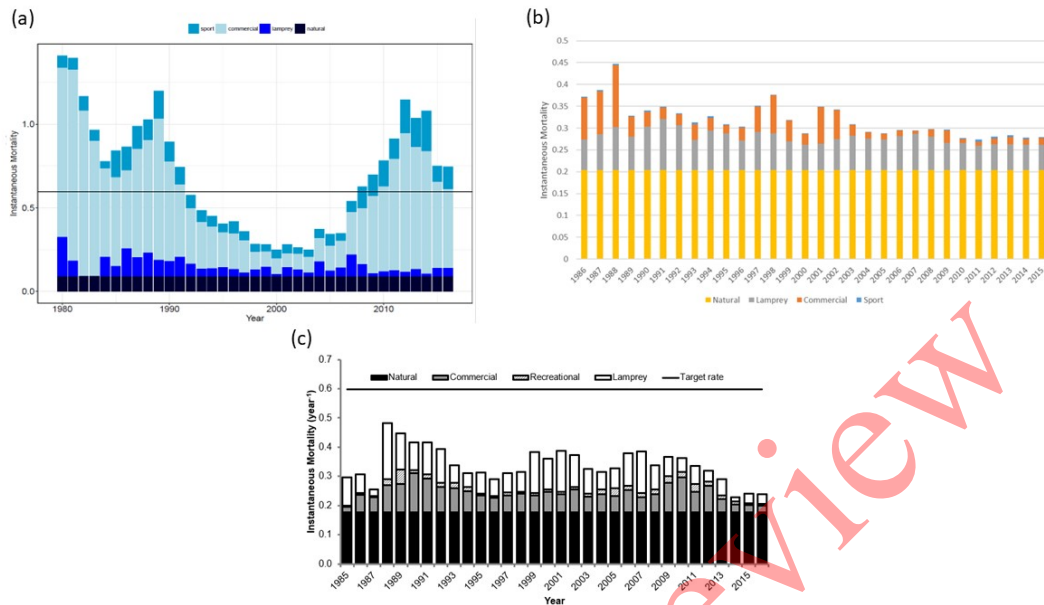 (a)
sport commercial lamprey natural
Instantaneous Mortality
1.0
0.5
0.0
1980 1990 2000 2010
Year
(b)
0.5
0.45
0.4
0.35
0.3
0.25
0.2
0.15
0.1
0.05
0
Instantaneous Mortality
1986 1987 1988 1989 1990 1991 1992 1993 1994 1995 1996 1997 1998 1999 2000 2001 2002 2003 2004 2005 2006 2007 2008 2009 2010 2011 2012 2013 2014 2015
Natural Lamprey Commercial Sport
(c)
Natural Commercial Recreational Lamprey Target rate
Instantaneous Mortality (year⁻¹)
0.7
0.6
0.5
0.4
0.3
0.2
0.1
0.0
1985 1987 1989 1991 1993 1995 1997 1999 2001 2003 2005 2007 2009 2011 2013 2015
Year
view